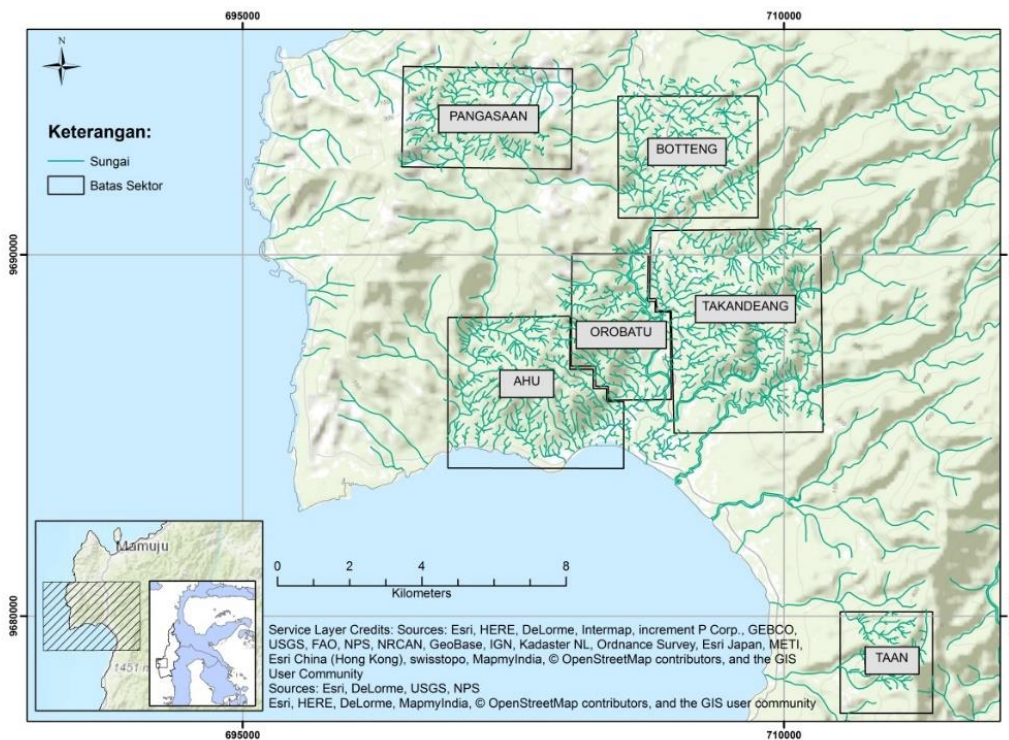 695000
710000
N
PANGASAAN
Keterangan:
BOTTENG
Sungai
Batas Sektor
9690000
9690000
TAKANDEANG
OROBATU
AHU
Mamuju
0 2 4 6 8
Kilometers
9680000
9680000
Service Layer Credits: Sources: Esri, HERE, DeLorme, Intermap, increment P Corp., GEBCO,
USGS, FAO, NPS, NRCAN, GeoBase, IGN, Kadaster NL, Ordnance Survey, Esri Japan, METI,
Esri China (Hong Kong), swisstopo, MapmyIndia, © OpenStreetMap contributors, and the GIS
User Community
Sources: Esri, DeLorme, USGS, NPS
Esri, HERE, DeLorme, MapmyIndia, © OpenStreetMap contributors, and the GIS user community
TAAN
1451 m
695000
710000